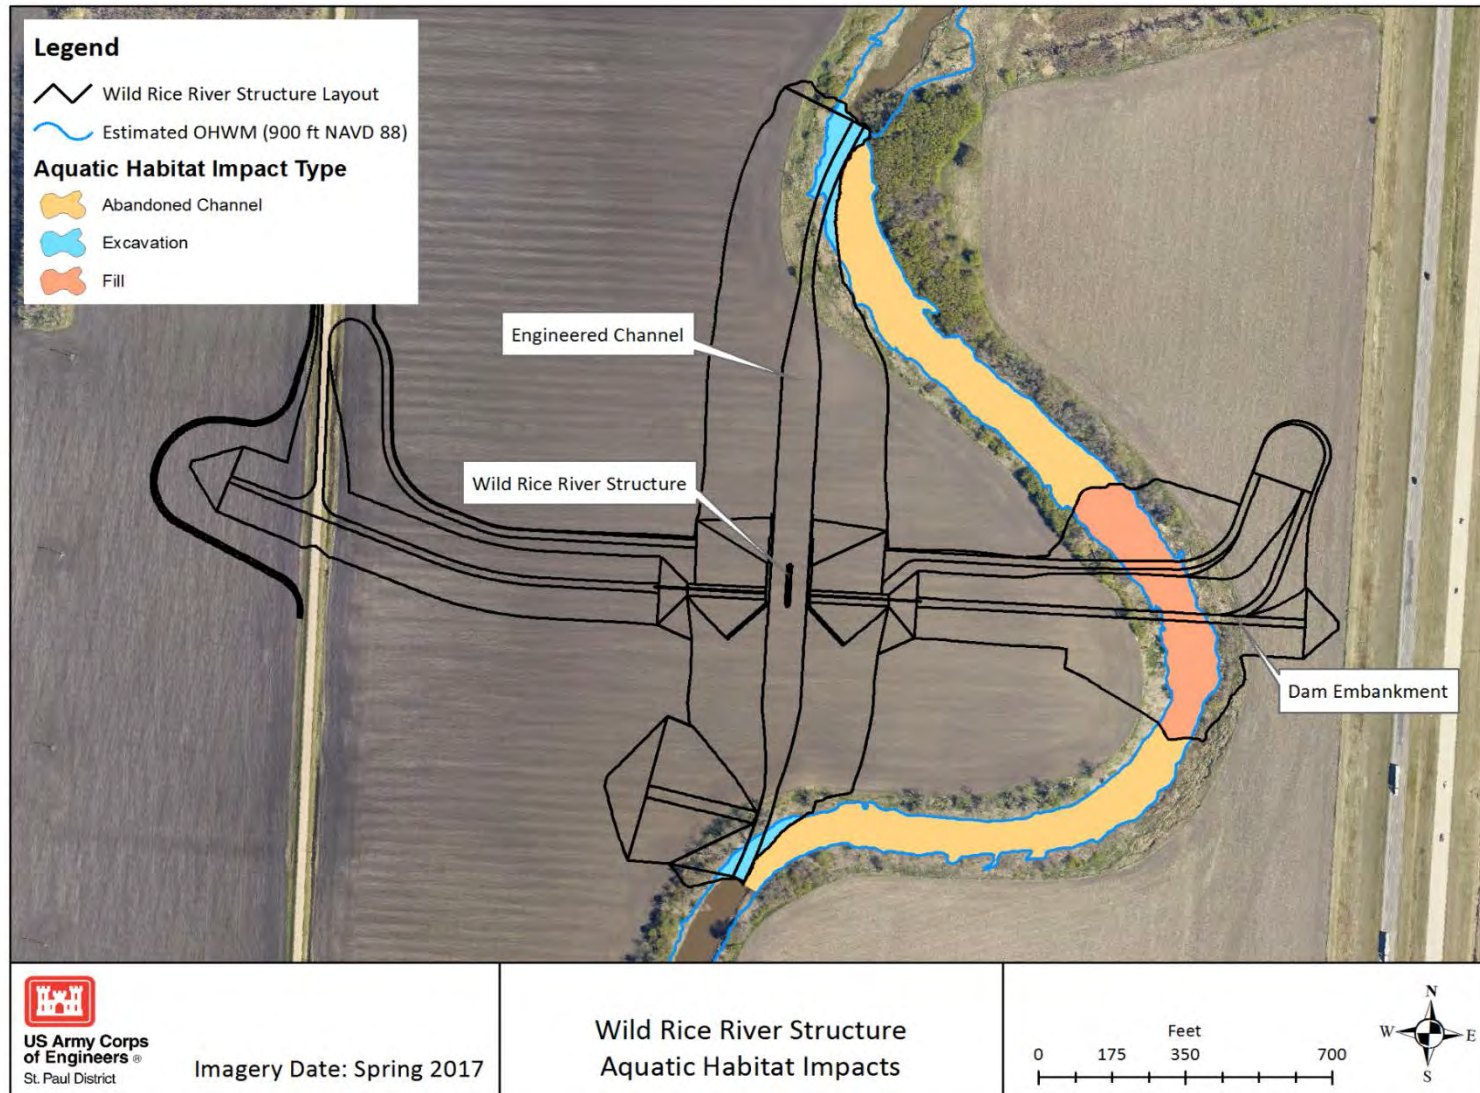 Legend
Wild Rice River Structure Layout
Estimated OHWM (900 ft NAVD 88)
Aquatic Habitat Impact Type
Abandoned Channel
Excavation
Fill
Engineered Channel
Wild Rice River Structure
Dam Embankment
US Army Corps
of Engineers ®
St. Paul District
Imagery Date: Spring 2017
Wild Rice River Structure
Aquatic Habitat Impacts
Feet
0 175 350 700
N
W E
S